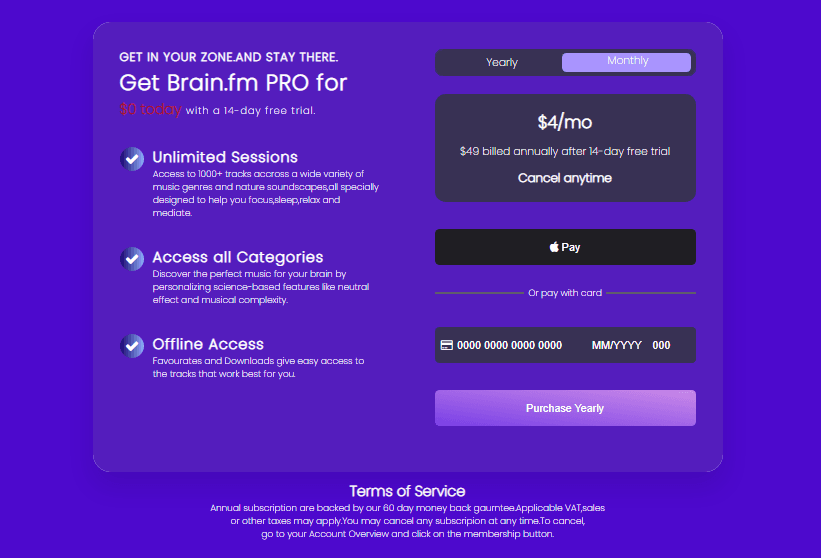 GET IN YOUR ZONE.AND STAY THERE.
Get Brain.fm PRO for
$0 today with a 14-day free trial.
Unlimited Sessions
Access to 1000+ tracks accross a wide variety of
music genres and nature soundscapes,all specially
designed to help you focus,sleep,relax and
mediate.
Access all Categories
Discover the perfect music for your brain by
personalizing science-based features like neutral
effect and musical complexity.
Offline Access
Favourates and Downloads give easy access to
the tracks that work best for you.
Yearly
Monthly
$4/mo
$49 billed annually after 14-day free trial
Cancel anytime
Pay
Or pay with card
0000 0000 0000 0000 MM/YYYY 000
Purchase Yearly
Terms of Service
Annual subscription are backed by our 60 day money back gaurntee.Applicable VAT,sales
or other taxes may apply.You may cancel any subscripion at any time.To cancel,
go to your Account Overview and click on the membership button.